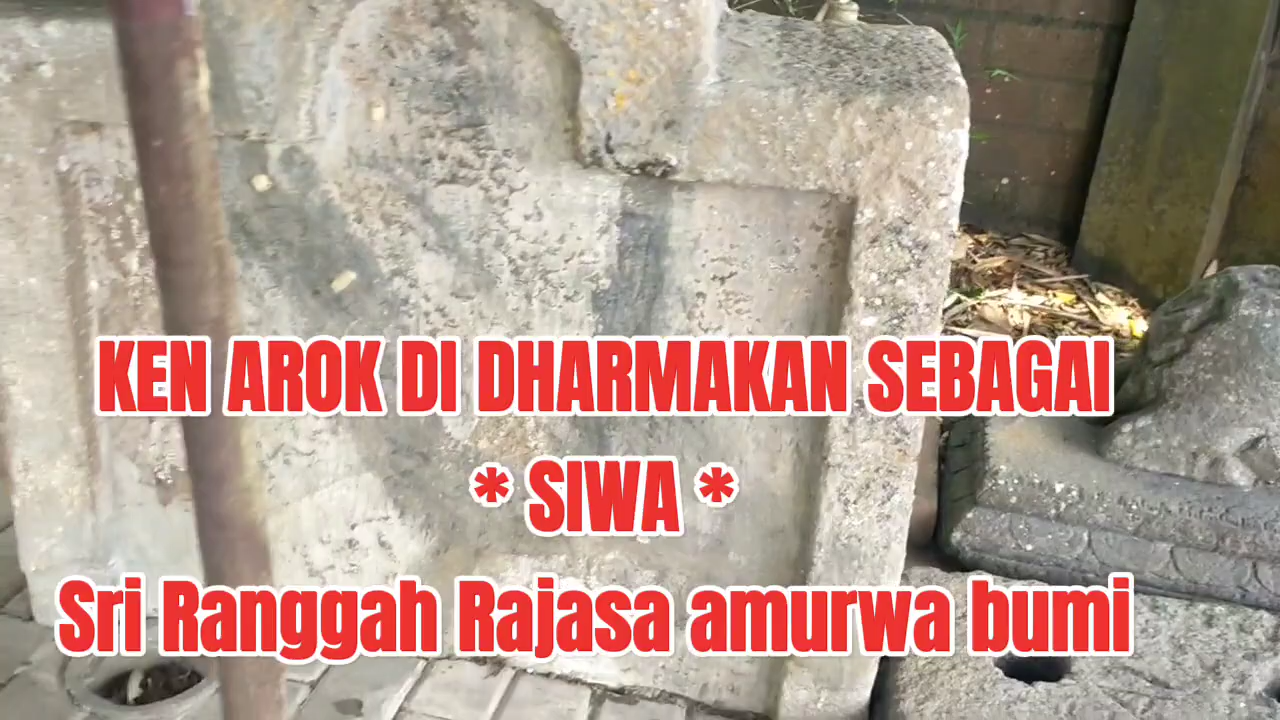 KEN AROK DI DHARMAKAN SEBAGAI
* SIWA *
Sri Ranggah Rajasa amurwa bumi